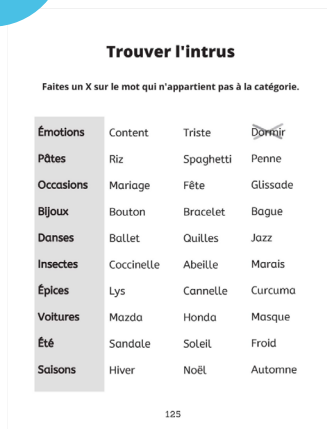 Trouver l'intrus
Faites un X sur le mot qui n'appartient pas à la catégorie.
Émotions Content Triste Dormir
Pâtes Riz Spaghetti Penne
Occasions Mariage Fête Glissade
Bijoux Bouton Bracelet Bague
Danses Ballet Quilles Jazz
Insectes Coccinelle Abeille Marais
Épices Lys Cannelle Curcuma
Voitures Mazda Honda Masque
Été Sandale Soleil Froid
Saisons Hiver Noël Automne
125